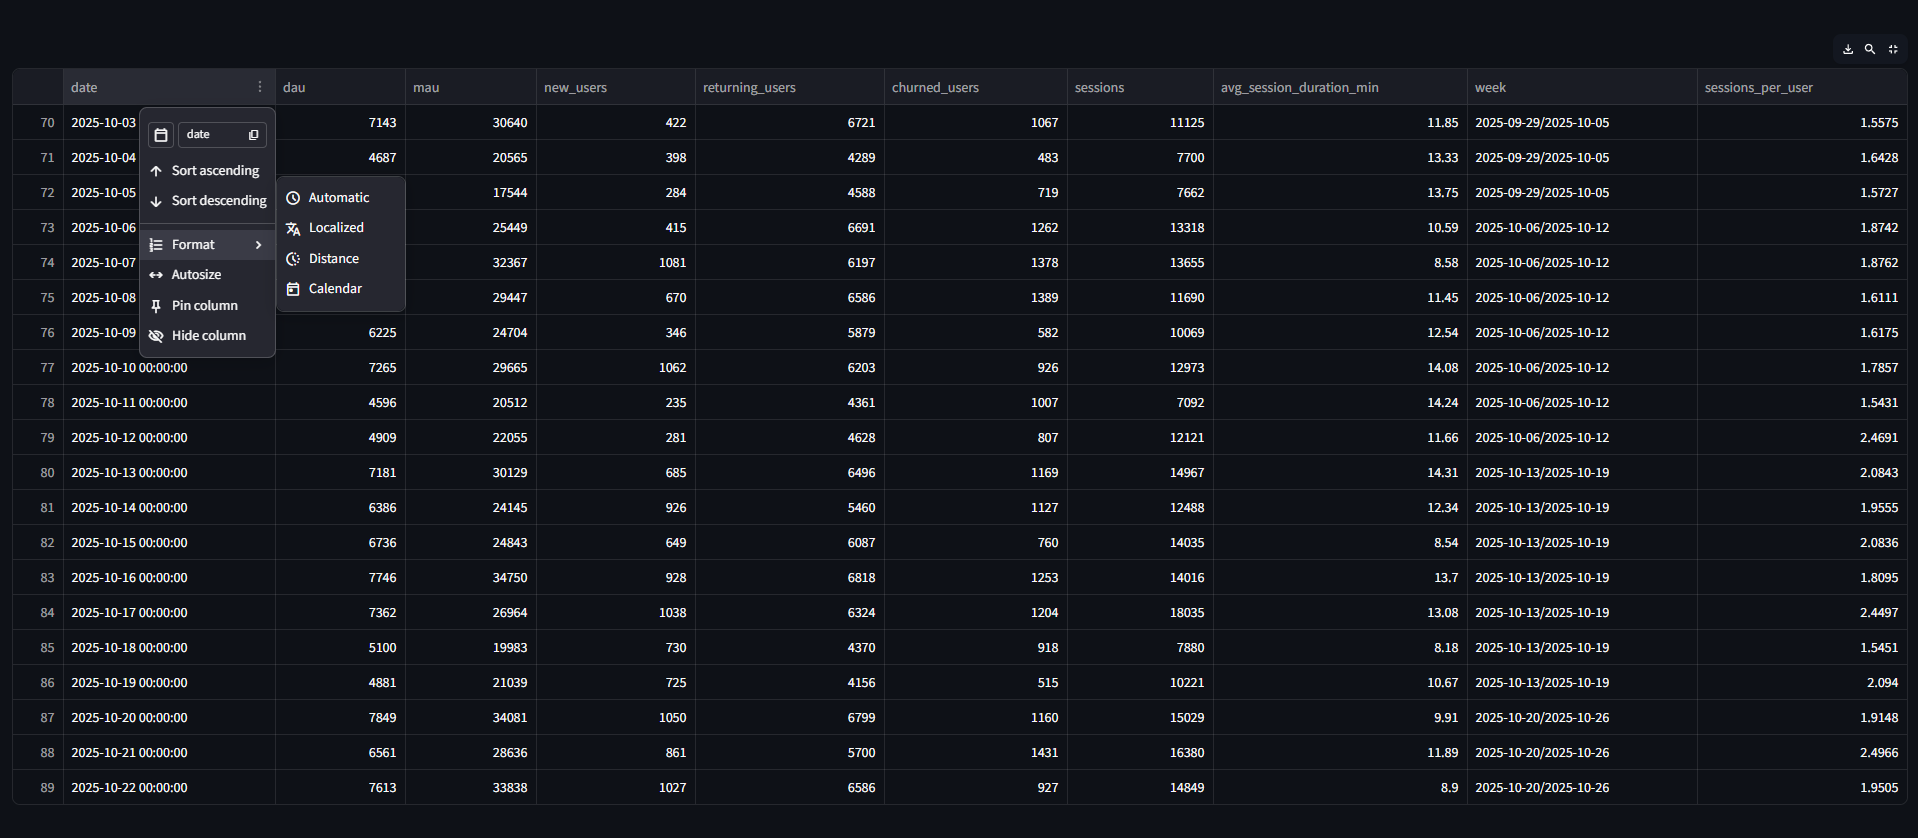 date dau mau new_users returning_users churned_users sessions avg_session_duration_min week sessions_per_user
70 2025-10-03 7143 30640 422 6721 1067 11125 11.85 2025-09-29/2025-10-05 1.5575
date
71 2025-10-04 4687 20565 398 4289 483 7700 13.33 2025-09-29/2025-10-05 1.6428
Sort ascending
72 2025-10-05 17544 284 4588 719 7662 13.75 2025-09-29/2025-10-05 1.5727
Sort descending
Automatic
73 2025-10-06 25449 415 6691 1262 13318 10.59 2025-10-06/2025-10-12 1.8742
Localized
Format
74 2025-10-07 32367 1081 6197 1378 13655 8.58 2025-10-06/2025-10-12 1.8762
Distance
Autosize
75 2025-10-08 29447 670 6586 1389 11690 11.45 2025-10-06/2025-10-12 1.6111
Calendar
Pin column
76 2025-10-09 6225 24704 346 5879 582 10069 12.54 2025-10-06/2025-10-12 1.6175
Hide column
77 2025-10-10 00:00:00 7265 29665 1062 6203 926 12973 14.08 2025-10-06/2025-10-12 1.7857
78 2025-10-11 00:00:00 4596 20512 235 4361 1007 7092 14.24 2025-10-06/2025-10-12 1.5431
79 2025-10-12 00:00:00 4909 22055 281 4628 807 12121 11.66 2025-10-06/2025-10-12 2.4691
80 2025-10-13 00:00:00 7181 30129 685 6496 1169 14967 14.31 2025-10-13/2025-10-19 2.0843
81 2025-10-14 00:00:00 6386 24145 926 5460 1127 12488 12.34 2025-10-13/2025-10-19 1.9555
82 2025-10-15 00:00:00 6736 24843 649 6087 760 14035 8.54 2025-10-13/2025-10-19 2.0836
83 2025-10-16 00:00:00 7746 34750 928 6818 1253 14016 13.7 2025-10-13/2025-10-19 1.8095
84 2025-10-17 00:00:00 7362 26964 1038 6324 1204 18035 13.08 2025-10-13/2025-10-19 2.4497
85 2025-10-18 00:00:00 5100 19983 730 4370 918 7880 8.18 2025-10-13/2025-10-19 1.5451
86 2025-10-19 00:00:00 4881 21039 725 4156 515 10221 10.67 2025-10-13/2025-10-19 2.094
87 2025-10-20 00:00:00 7849 34081 1050 6799 1160 15029 9.91 2025-10-20/2025-10-26 1.9148
88 2025-10-21 00:00:00 6561 28636 861 5700 1431 16380 11.89 2025-10-20/2025-10-26 2.4966
89 2025-10-22 00:00:00 7613 33838 1027 6586 927 14849 8.9 2025-10-20/2025-10-26 1.9505